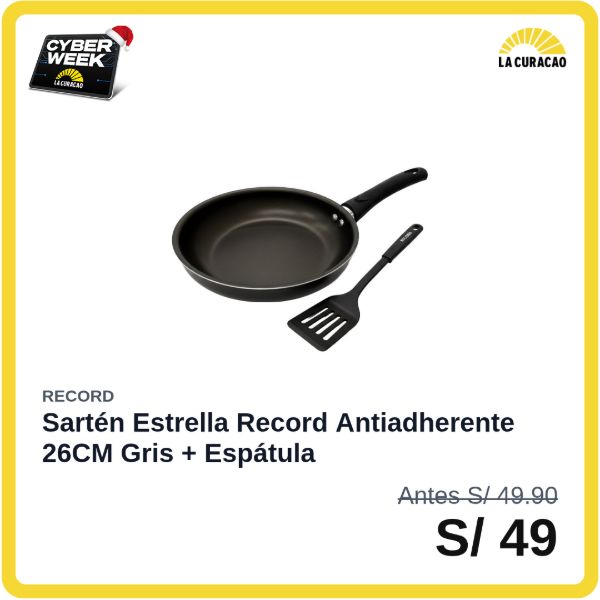 CYBER
WEEK
LA CURACAO
LA CURACAO
RECORD
Sartén Estrella Record Antiadherente
26CM Gris + Espátula
Antes S/ 49.90
S/ 49